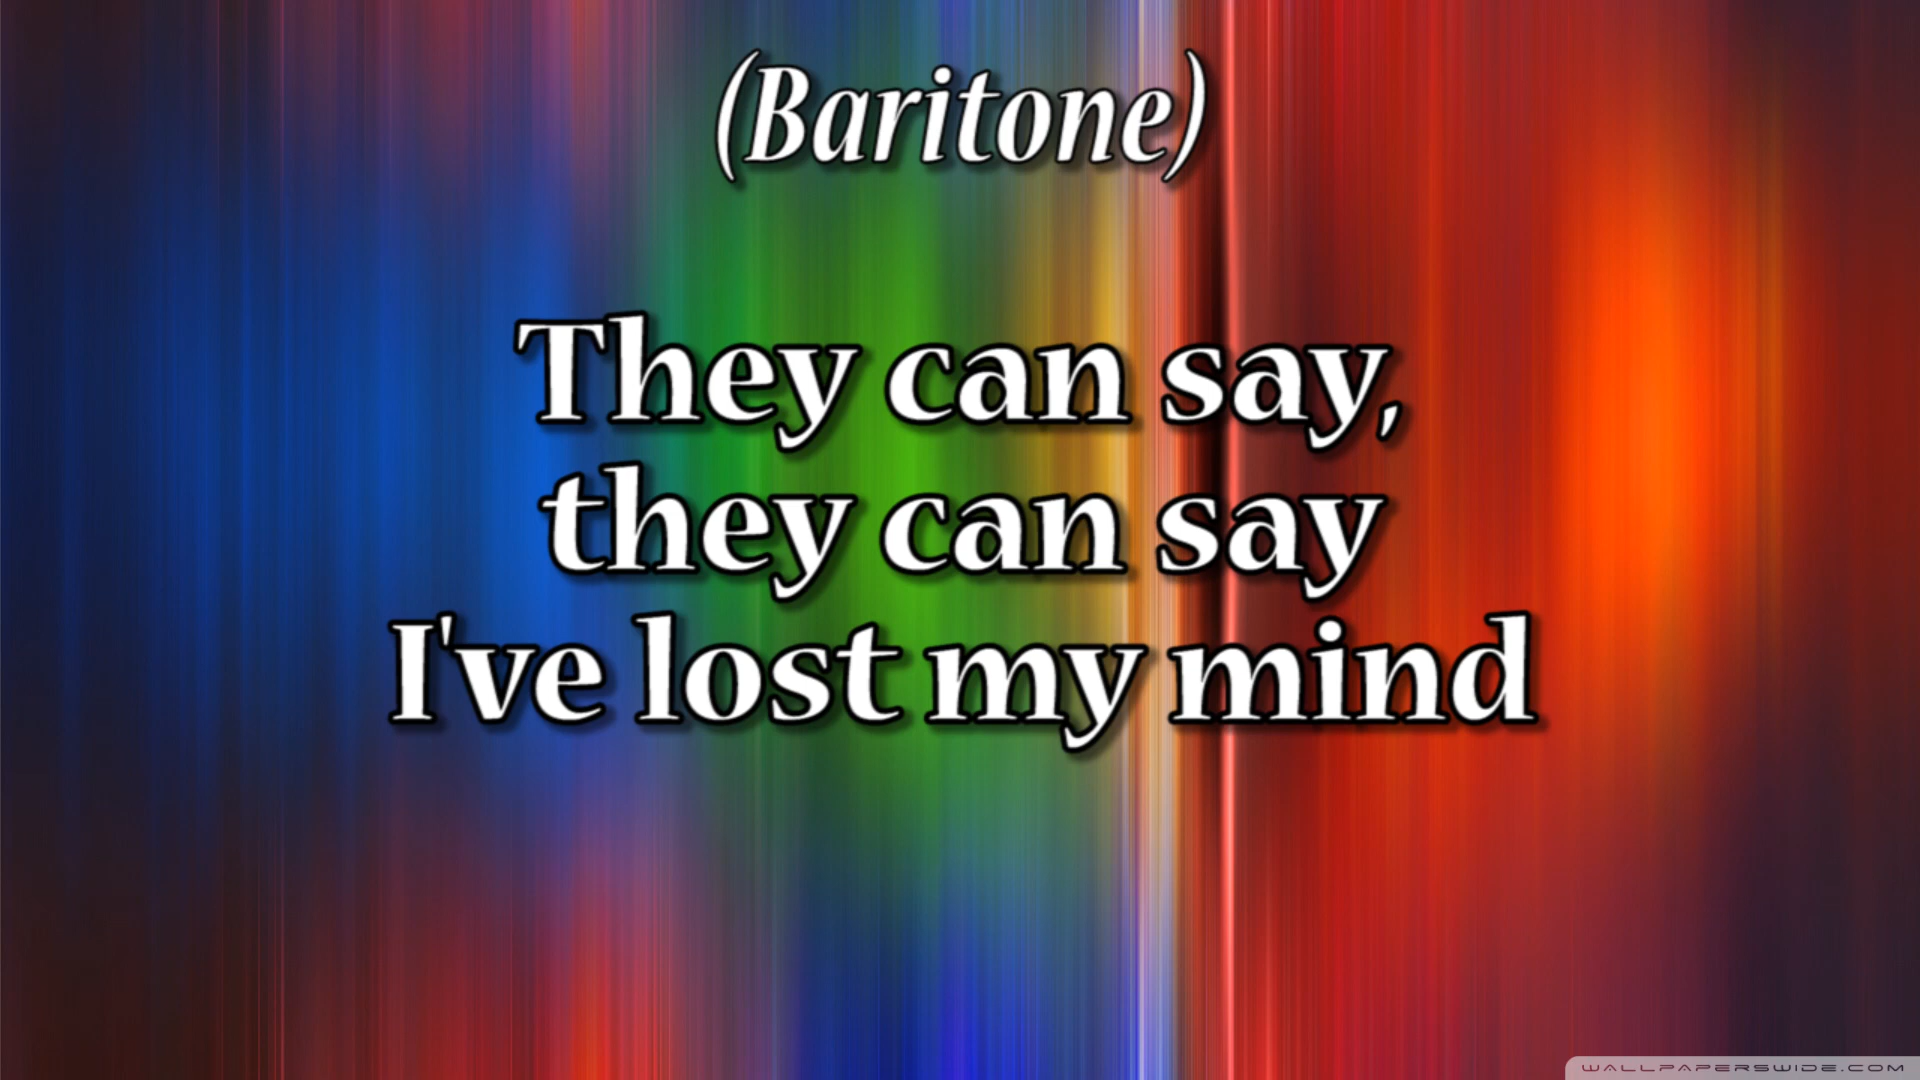 (Baritone)
They can say,
they can say
I've lost my mind
WALLPAPERSWIDE.COM